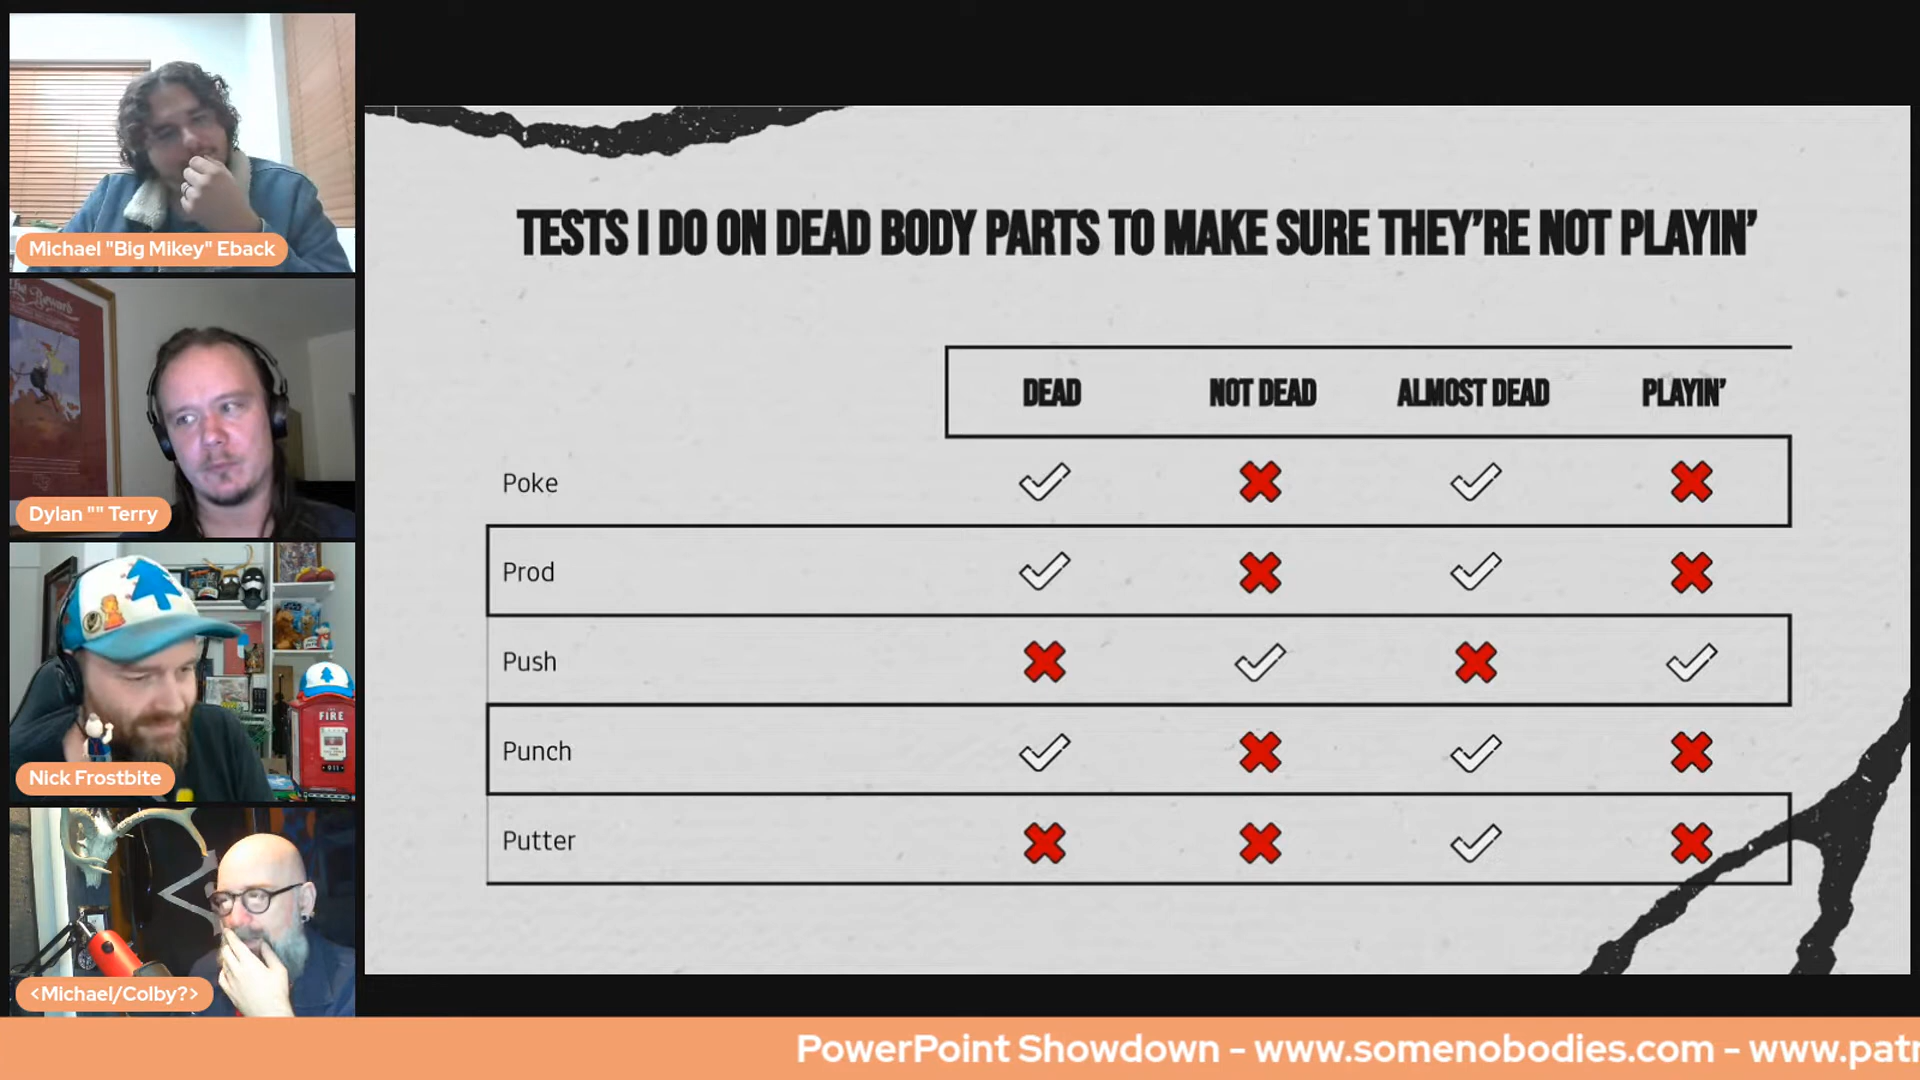 Michael "Big Mikey" Eback
Dylan "" Terry
Nick Frostbite
FIRE
<Michael/Colby?>
TESTS I DO ON DEAD BODY PARTS TO MAKE SURE THEY'RE NOT PLAYIN'
DEAD NOT DEAD ALMOST DEAD PLAYIN'
Poke
Prod
Push
Punch
Putter
PowerPoint Showdown - www.somenobodies.com - www.patr